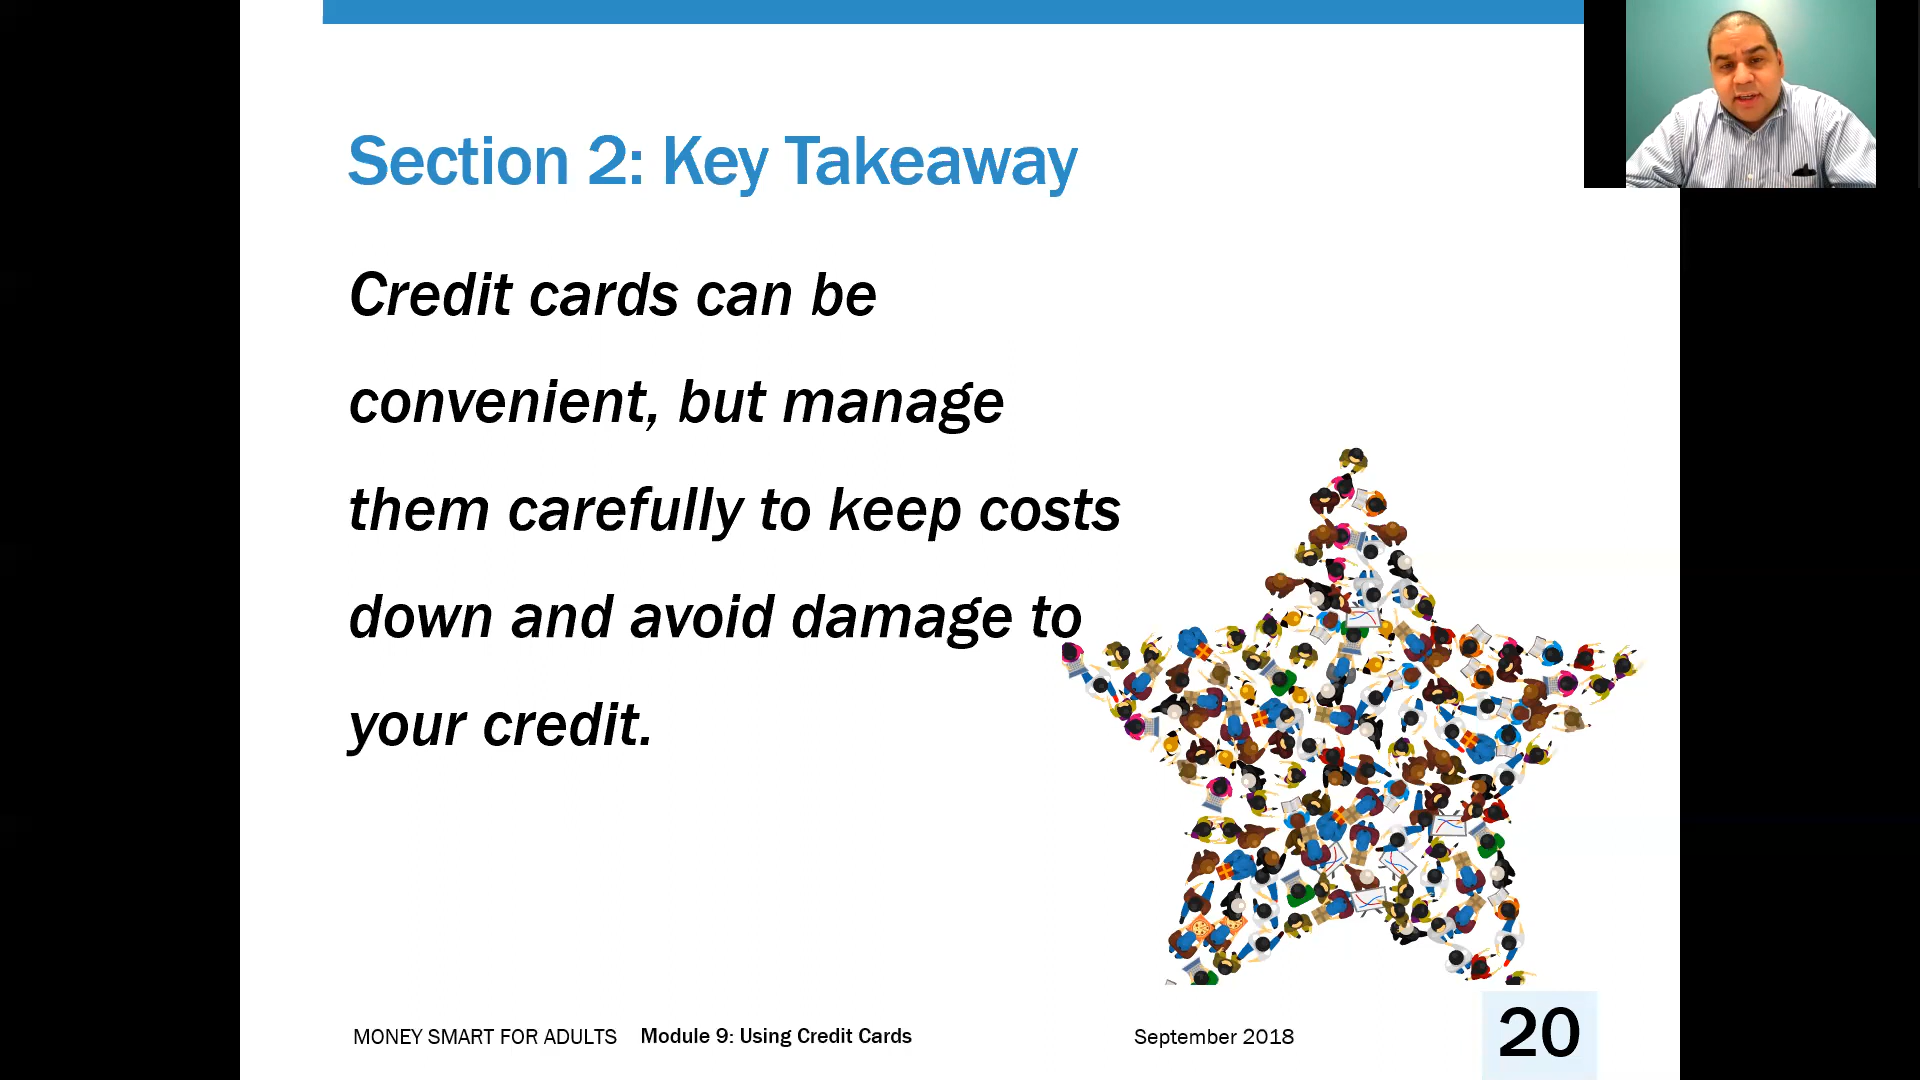 Section 2: Key Takeaway
Credit cards can be
convenient, but manage
them carefully to keep costs
down and avoid damage to
your credit.
MONEY SMART FOR ADULTS Module 9: Using Credit Cards September 2018 20